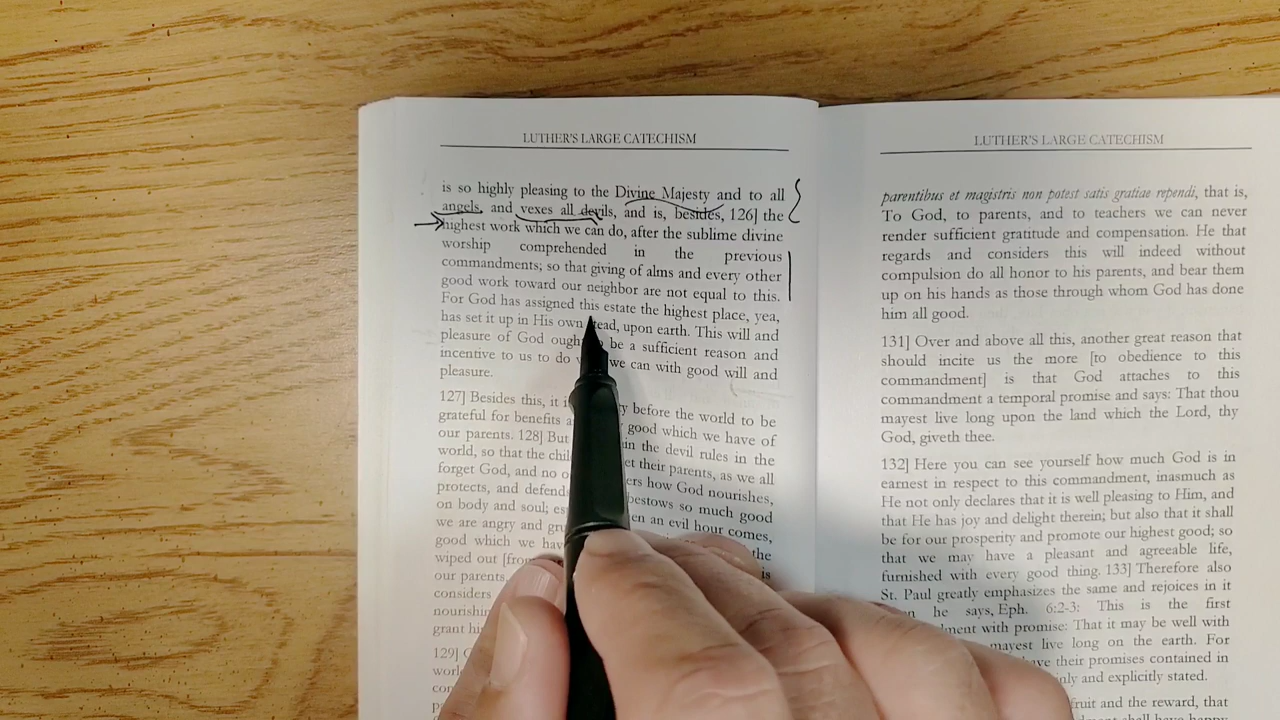 LUTHER'S LARGE CATECHISM
is so highly pleasing to the Divine Majesty and to all
angels, and vexes all devils, and is, besides, 126] the
highest work which we can do, after the sublime divine
worship comprehended in the previous
commandments; so that giving of alms and every other
good work toward our neighbor are not equal to this.
For God has assigned this estate the highest place, yea,
has set it up in His own stead, upon earth. This will and
pleasure of God ought to be a sufficient reason and
incentive to us to do we can with good will and
pleasure.
127] Besides this, it before the world to be
grateful for benefits good which we have of
our parents. 128] But in the devil rules in the
world, so that the their parents, as we all
forget God, and no how God nourishes,
protects, and bestows so much good
on body and soul; an evil hour comes,
we are angry and the
good which we is
wiped out
our parents.
considers
grant
129]
LUTHER'S LARGE CATECHISM
parentibus et magistris non potest satis gratiae rependi, that is,
To God, to parents, and to teachers we can never
render sufficient gratitude and compensation. He that
regards and considers this will indeed without
compulsion do all honor to his parents, and bear them
up on his hands as those through whom God has done
him all good.
131] Over and above all this, another great reason that
should incite us the more [to obedience to this
commandment] is that God attaches to this
commandment a temporal promise and says: That thou
mayest live long upon the land which the Lord, thy
God, giveth thee.
132] Here you can see yourself how much God is in
earnest in respect to this commandment, inasmuch as
He not only declares that it is well pleasing to Him, and
that He has joy and delight therein; but also that it shall
be for our prosperity and promote our highest good; so
that we may have a pleasant and agreeable life,
furnished with every good thing. 133] Therefore also
St. Paul greatly emphasizes the same and rejoices in it
he says, Eph. 6:2-3: This is the first
with promise: That it may be well with
mayest live long on the earth. For
their promises contained in
and explicitly stated.
and the reward, that